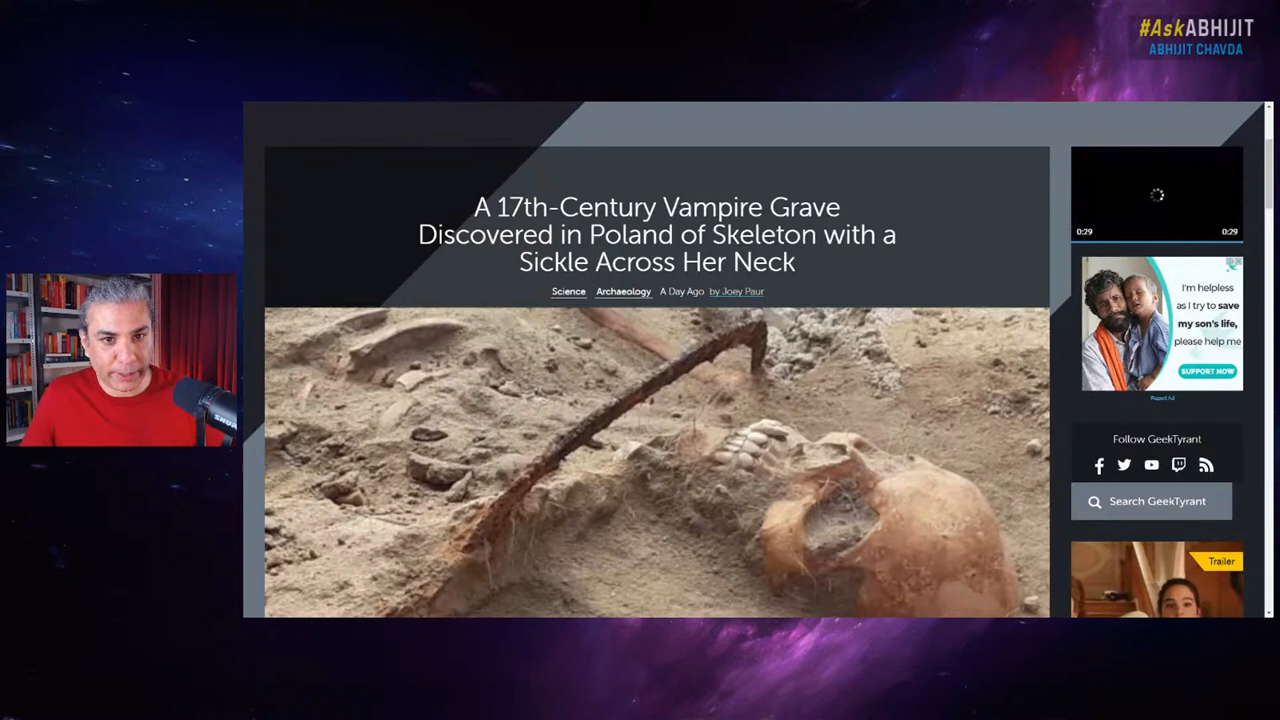 #AskABHIJIT
ABHIJIT CHAVDA
A 17th-Century Vampire Grave
Discovered in Poland of Skeleton with a
Sickle Across Her Neck
Science Archaeology A Day Ago by Joey Paur
0:29 0:29
I'm helpless
as I try to save
my son's life,
please help me
SUPPORT NOW
Report Ad
Follow GeekTyrant
Search GeekTyrant
Trailer